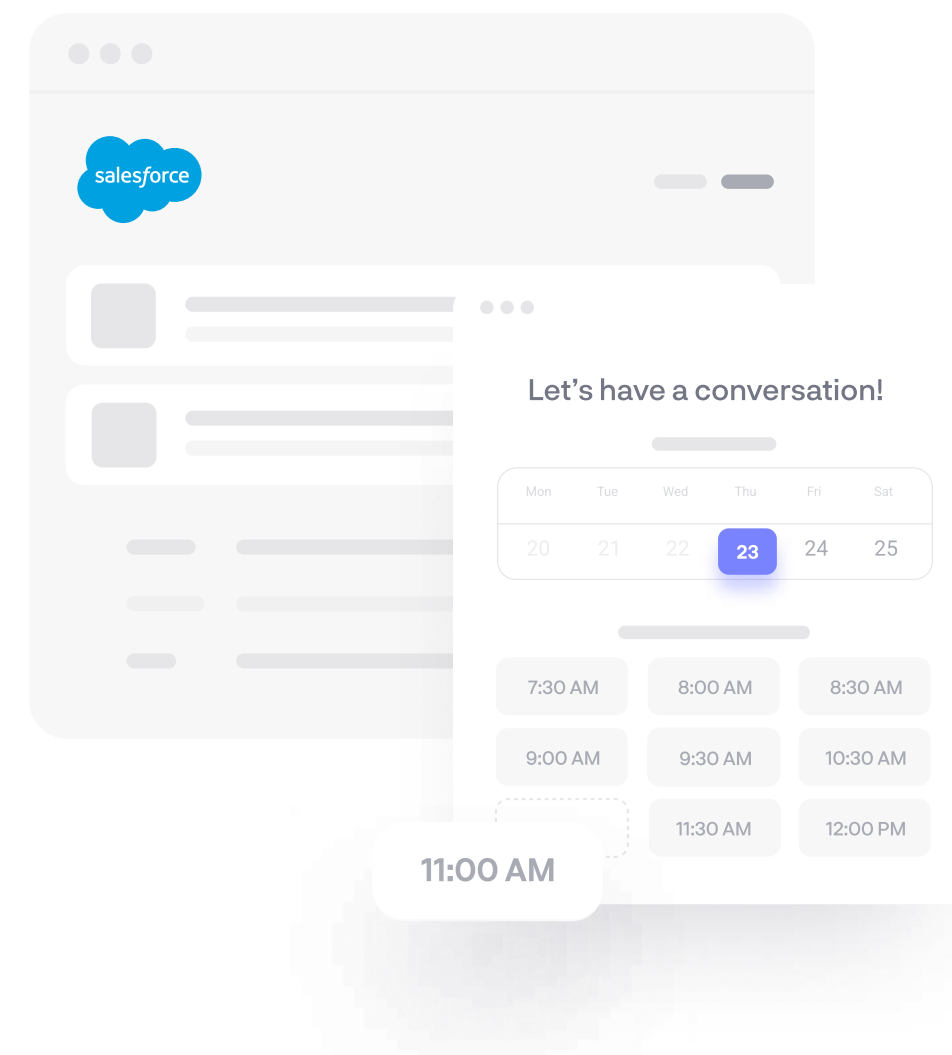 salesforce
Let's have a conversation!
Mon Tue Wed Thu Fri Sat
20 21 22 23 24 25
7:30 AM 8:00 AM 8:30 AM
9:00 AM 9:30 AM 10:30 AM
11:30 AM 12:00 PM
11:00 AM